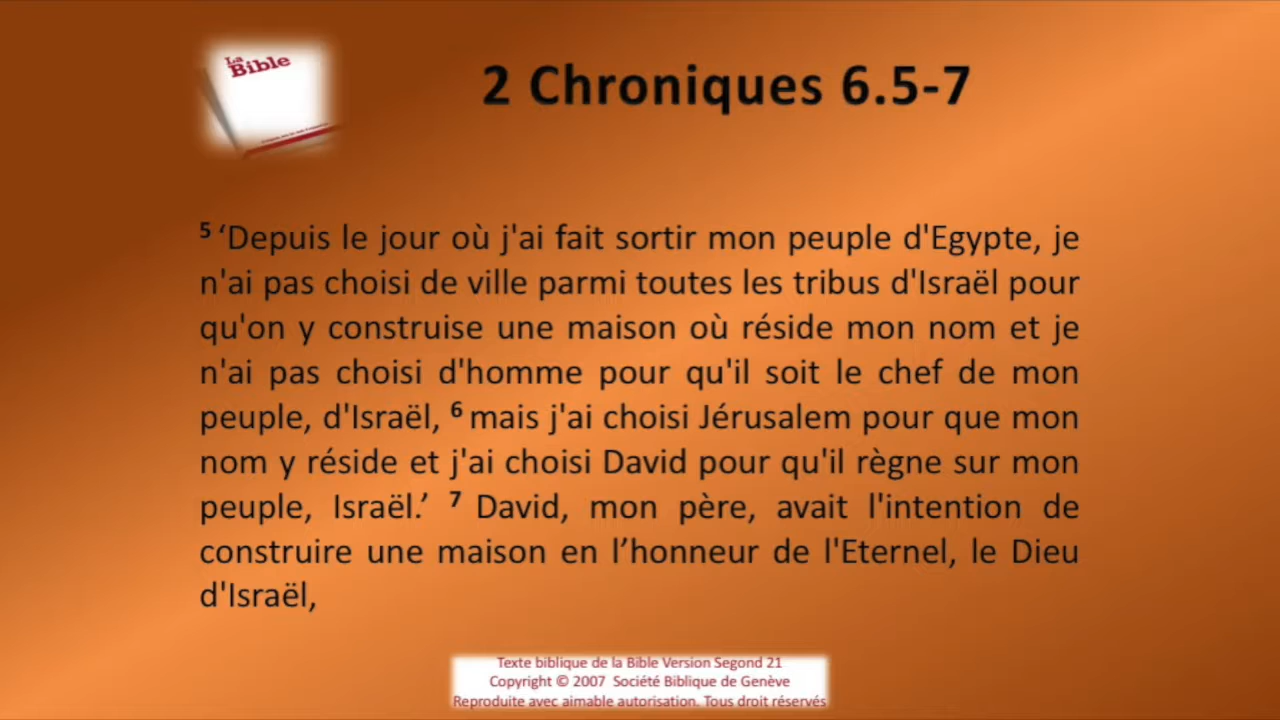 La
Bible
2 Chroniques 6.5-7
5 ‘Depuis le jour où j'ai fait sortir mon peuple d'Egypte, je
n'ai pas choisi de ville parmi toutes les tribus d'Israël pour
qu'on y construise une maison où réside mon nom et je
n'ai pas choisi d'homme pour qu'il soit le chef de mon
peuple, d'Israël, 6 mais j'ai choisi Jérusalem pour que mon
nom y réside et j'ai choisi David pour qu'il règne sur mon
peuple, Israël.’ 7 David, mon père, avait l'intention de
construire une maison en l’honneur de l'Eternel, le Dieu
d'Israël,
Texte biblique de la Bible Version Segond 21
Copyright © 2007 Société Biblique de Genève
Reproduite avec aimable autorisation. Tous droit réservés